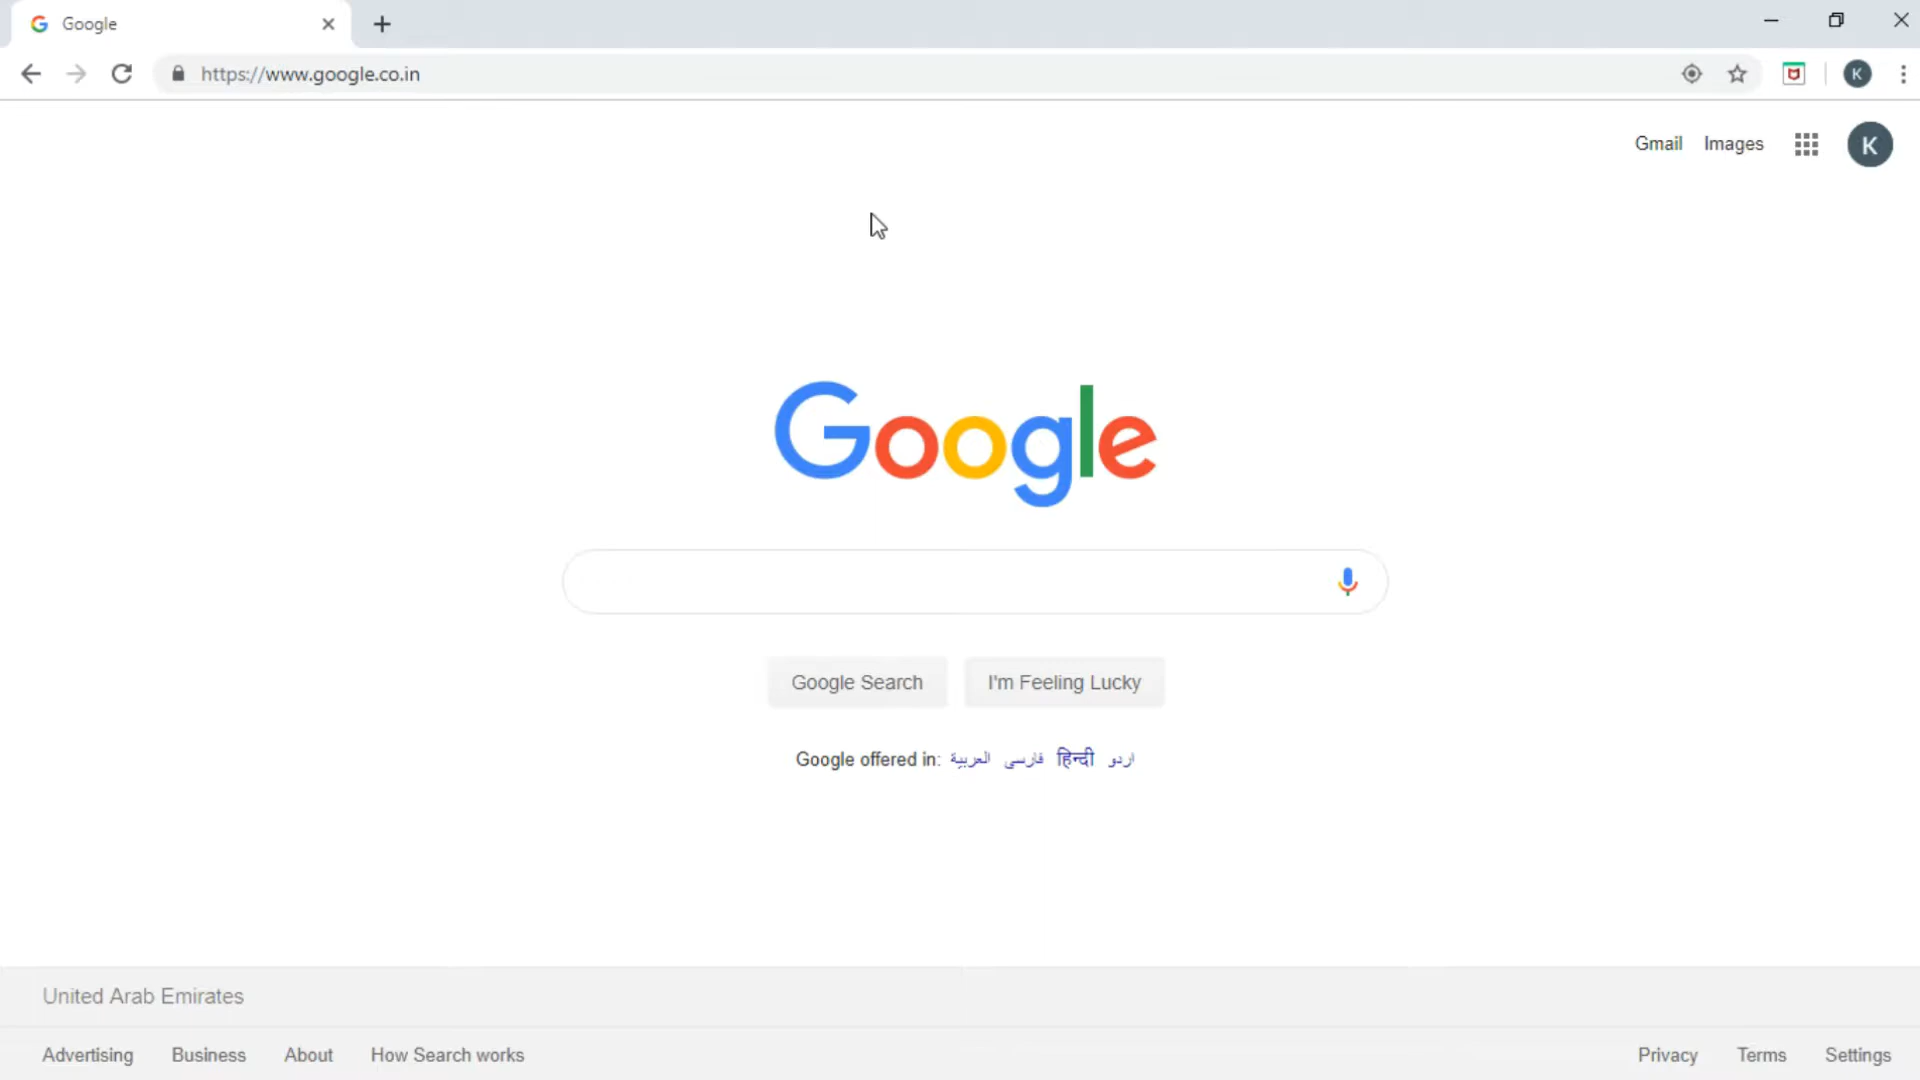 Google
https://www.google.co.in
K
Gmail Images
K
Google
Google Search I'm Feeling Lucky
Google offered in: العربية فارسی हिन्दी اردو
United Arab Emirates
Advertising Business About How Search works
Privacy Terms Settings